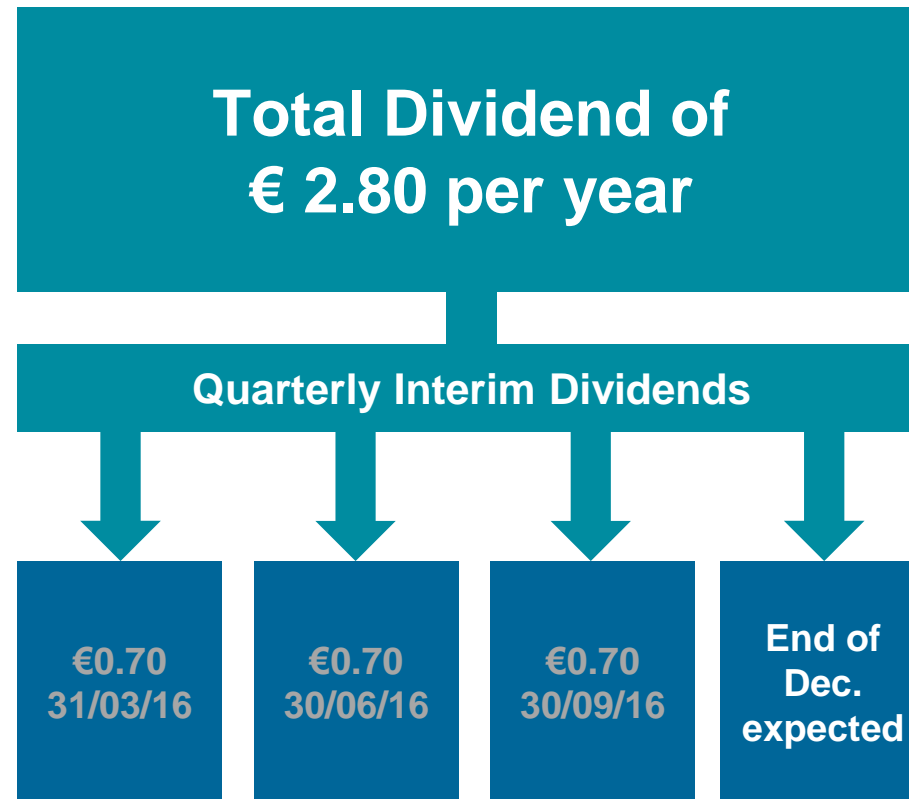 Total Dividend of
€ 2.80 per year
Quarterly Interim Dividends
€0.70
31/03/16
€0.70
30/06/16
€0.70
30/09/16
End of
Dec.
expected